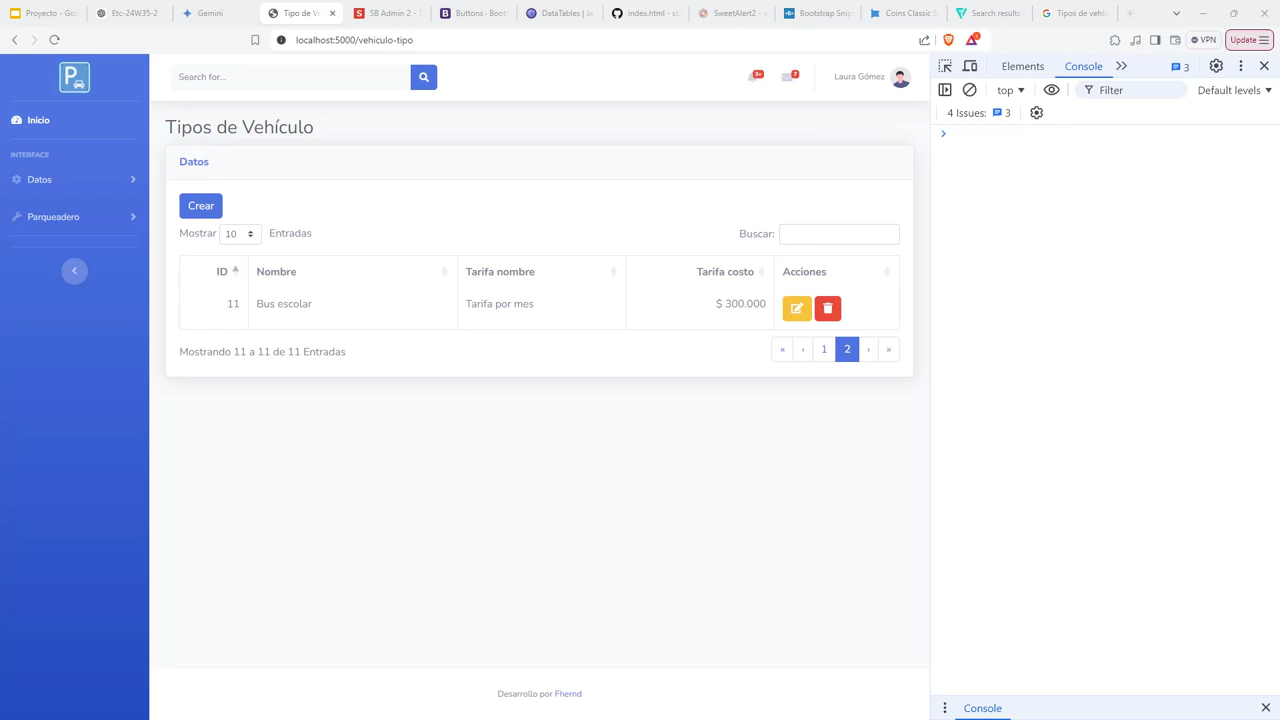 Proyecto - Goo
Etc-24W35-2
Gemini
Tipo de Ve
SB Admin 2 - T
Buttons · Boots
DataTables | Ja
index.html - sta
SweetAlert2 - a
Bootstrap Snip
Coins Classic S
Search results
Tipos de vehíc
localhost:5000/vehiculo-tipo
VPN
Update
P
Search for...
3+
7
Laura Gómez
Elements
Console
3
top
Filter
Default levels
4 Issues:
3
Inicio
INTERFACE
Datos
Parqueadero
Tipos de Vehículo
Datos
Crear
Mostrar 10 Entradas
Buscar:
ID Nombre Tarifa nombre Tarifa costo Acciones
11 Bus escolar Tarifa por mes $ 300.000
Mostrando 11 a 11 de 11 Entradas
« ‹ 1 2 › »
Desarrollo por Fhernd
Console